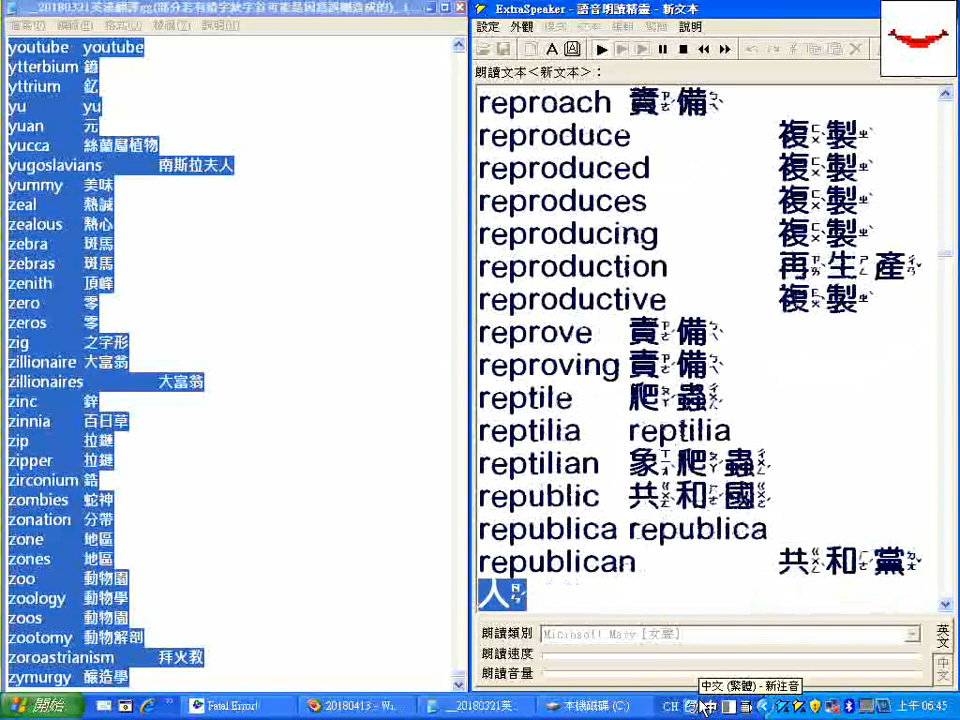 ExtraSpeaker - 語音朗讀精靈 - 新文本
設定 外觀 說明
朗讀文本<新文本>：
youtube youtube
ytterbium 鐿
yttrium 釔
yu yu
yuan 元
yucca 絲蘭屬植物
yugoslavians 南斯拉夫人
yummy 美味
zeal 熱誠
zealous 熱心
zebra 斑馬
zebras 斑馬
zenith 頂峰
zero 零
zeros 零
zig 之字形
zillionaire 大富翁
zillionaires 大富翁
zinc 鋅
zinnia 百日草
zip 拉鏈
zipper 拉鏈
zirconium 鋯
zombies 蛇神
zonation 分帶
zone 地區
zones 地區
zoo 動物園
zoology 動物學
zoos 動物園
zootomy 動物解剖
zoroastrianism 拜火教
zymurgy 釀造學
reproach 責備
reproduce 複製
reproduced 複製
reproduces 複製
reproducing 複製
reproduction 再生產
reproductive 複製
reprove 責備
reproving 責備
reptile 爬蟲
reptilia reptilia
reptilian 象爬蟲
republic 共和國
republica republica
republican 共和黨
人
朗讀類別
朗讀速度
朗讀音量
英文
中文
中文 (繁體) - 新注音
開始
Fatal Error!
20180413 - Wi...
__20180321英...
本機磁碟 (C:)
CH
上午 06:45